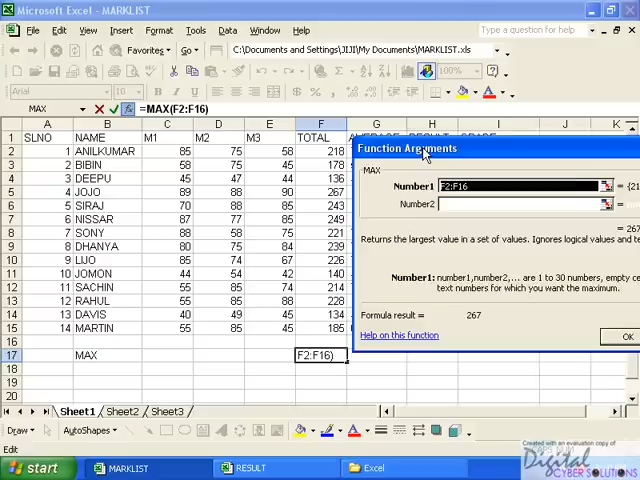 Microsoft Excel - MARKLIST
File Edit View Insert Format Tools Data Window Help
Type a question for help
Favorites Go C:\Documents and Settings\JIJI\My Documents\MARKLIST.xls
100%
Arial 10 B I U
MAX =MAX(F2:F16)
A B C D E F G H I J K
1 SLNO NAME M1 M2 M3 TOTAL AVERAGE RESULT GRADE
2 1 ANILKUMAR 85 75 58 218
3 2 BIBIN 58 75 45
4 3 DEEPU 45 47 44 136
5 4 JOJO 89 88 90 267
6 5 SIRAJ 70 85 88 243
7 6 NISSAR 87 77 85 249
8 7 SONY 88 75 58
9 8 DHANYA 80 75 84 239
10 9 LIJO 85 74 67 226
11 10 JOMON 44 54 42 140
12 11 SACHIN 55 85 74 214
13 12 RAHUL 55 85 88 228
14 13 DAVIS 40 49 45 134
15 14 MARTIN 55 85 45 185
16
17 MAX F2:F16)
18
19
20
Function Arguments
MAX
Number1 F2:F16 = {21
Number2
= 267
Returns the largest value in a set of values. Ignores logical values and te
Number1: number1,number2,... are 1 to 30 numbers, empty ce
text numbers for which you want the maximum.
Formula result = 267
Help on this function
OK
Sheet1 Sheet2 Sheet3
Draw AutoShapes
Edit
Created with an evaluation copy of
Digital
CYBER SOLUTIONS
start MARKLIST RESULT Excel